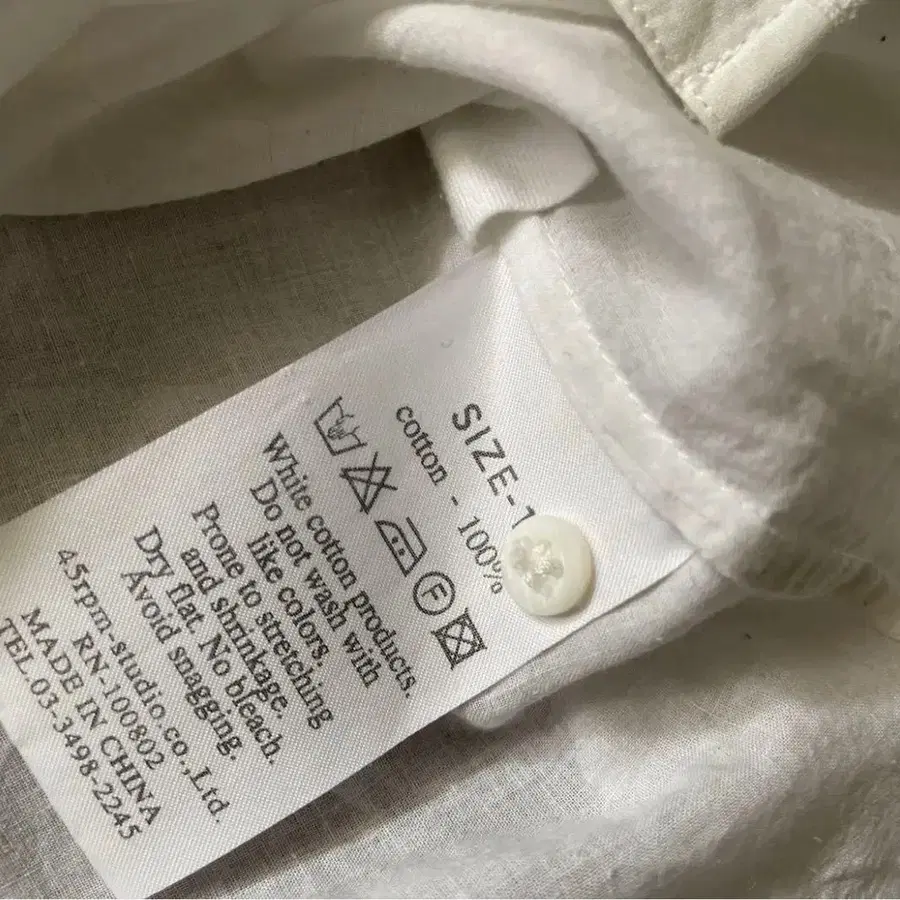 SIZE-1
cotton - 100%
F
White cotton products.
Do not wash with
like colors.
Prone to stretching
and shrinkage.
Dry flat. No bleach.
Avoid snagging.
45rpm-studio.co.,Ltd.
RN-100802
MADE IN CHINA
TEL.03-3498-2245